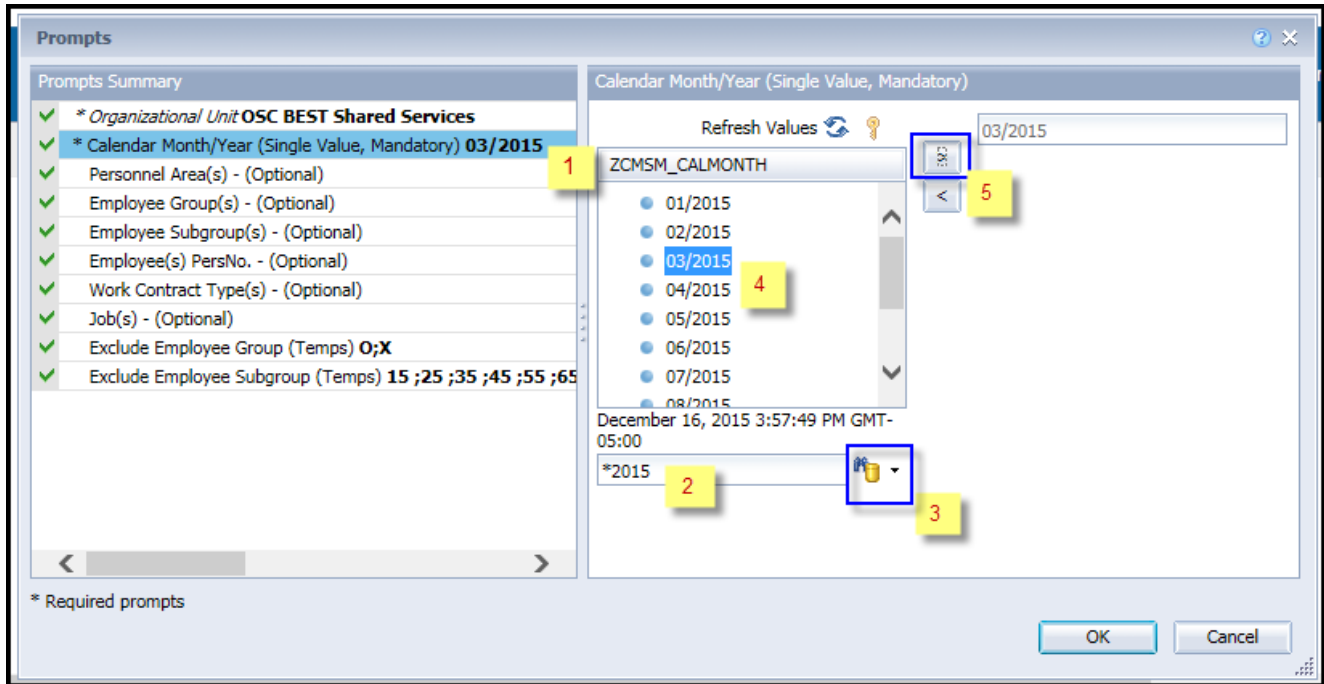 Prompts
Prompts Summary
* Organizational Unit OSC BEST Shared Services
* Calendar Month/Year (Single Value, Mandatory) 03/2015
Personnel Area(s) - (Optional)
Employee Group(s) - (Optional)
Employee Subgroup(s) - (Optional)
Employee(s) PersNo. - (Optional)
Work Contract Type(s) - (Optional)
Job(s) - (Optional)
Exclude Employee Group (Temps) O;X
Exclude Employee Subgroup (Temps) 15 ;25 ;35 ;45 ;55 ;65
* Required prompts
Calendar Month/Year (Single Value, Mandatory)
Refresh Values
03/2015
1
ZCMSM_CALMONTH
<
5
01/2015
02/2015
03/2015
4
04/2015
05/2015
06/2015
07/2015
08/2015
December 16, 2015 3:57:49 PM GMT-
05:00
*2015
2
3
OK
Cancel